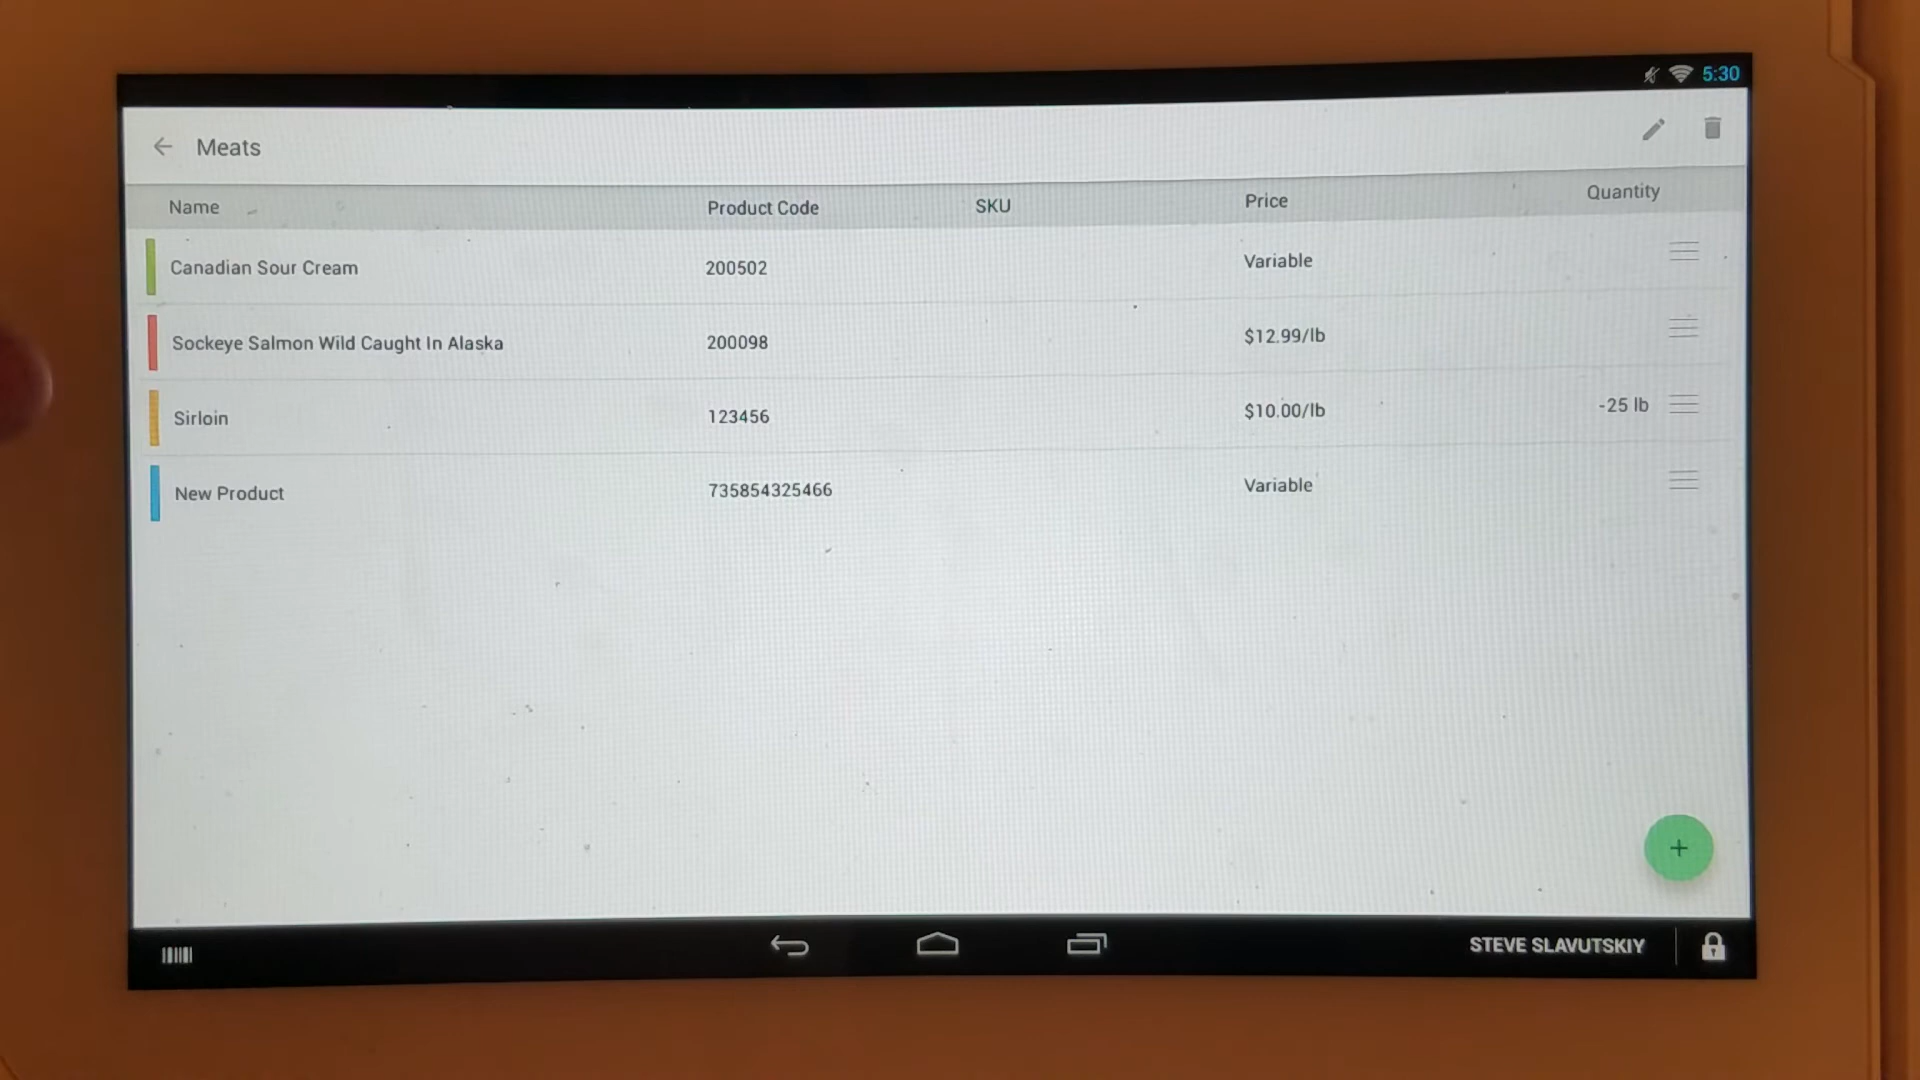 5:30
Meats
Name Product Code SKU Price Quantity
Canadian Sour Cream 200502 Variable
Sockeye Salmon Wild Caught In Alaska 200098 $12.99/lb
Sirloin 123456 $10.00/lb -25 lb
New Product 735854325466 Variable
+
STEVE SLAVUTSKIY